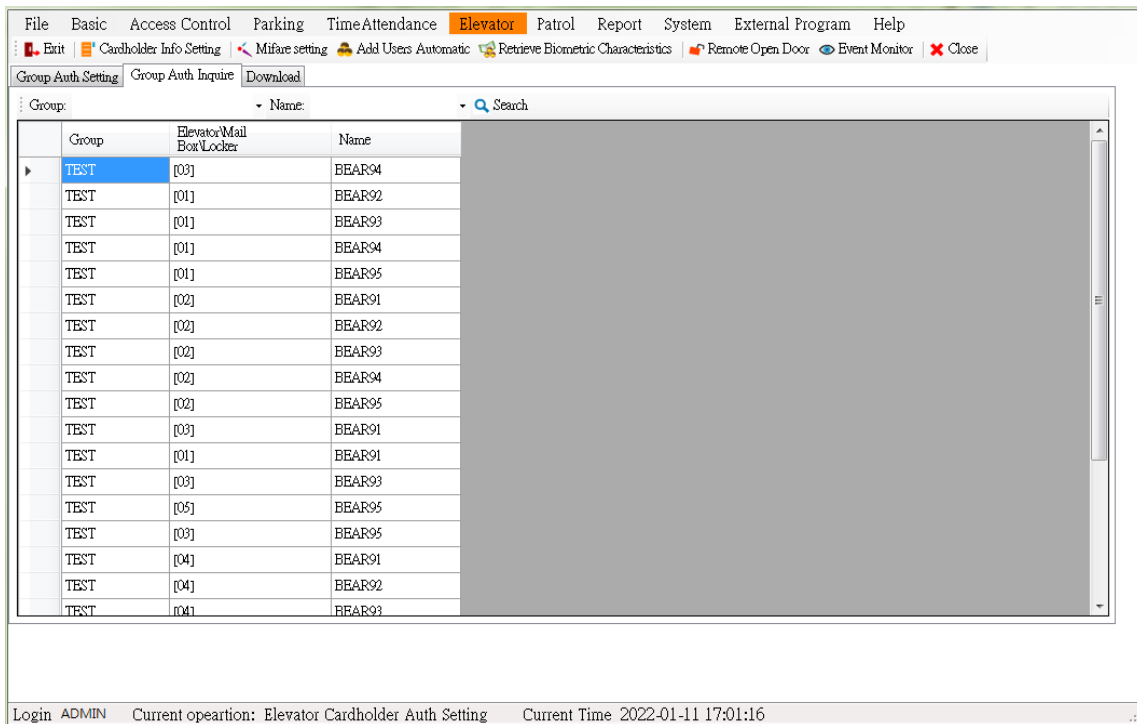 File Basic Access Control Parking TimeAttendance Elevator Patrol Report System External Program Help
Exit Cardholder Info Setting Mifare setting Add Users Automatic Retrieve Biometric Characteristics Remote Open Door Event Monitor Close
Group Auth Setting Group Auth Inquire Download
Group: Name: Search
Group Elevator\Mail Box\Locker Name
TEST [03] BEAR94
TEST [01] BEAR92
TEST [01] BEAR93
TEST [01] BEAR94
TEST [01] BEAR95
TEST [02] BEAR91
TEST [02] BEAR92
TEST [02] BEAR93
TEST [02] BEAR94
TEST [02] BEAR95
TEST [03] BEAR91
TEST [01] BEAR91
TEST [03] BEAR93
TEST [05] BEAR95
TEST [03] BEAR95
TEST [04] BEAR91
TEST [04] BEAR92
TEST [04] BEAR93
Login ADMIN Current opeartion: Elevator Cardholder Auth Setting Current Time 2022-01-11 17:01:16